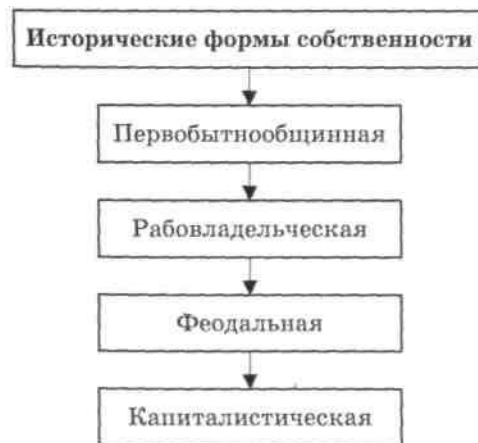 Исторические формы собственности
Первобытнообщинная
Рабовладельческая
Феодальная
Капиталистическая